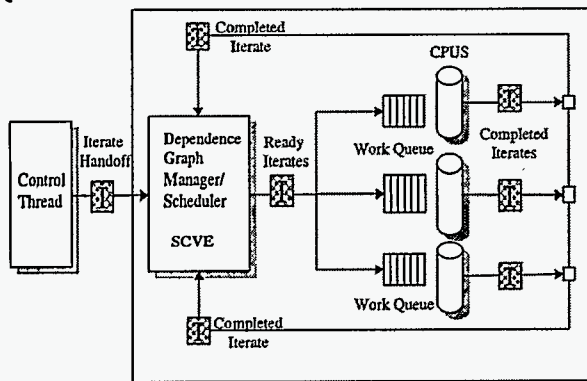 Completed
Iterate
CPUS
Iterate
Handoff
Dependence
Graph
Manager/
Scheduler
SCVE
Ready
Iterates
Control
Thread
Work Queue
Completed
Iterates
Work Queue
Completed
Iterate
I
I
I
I
I
I
I